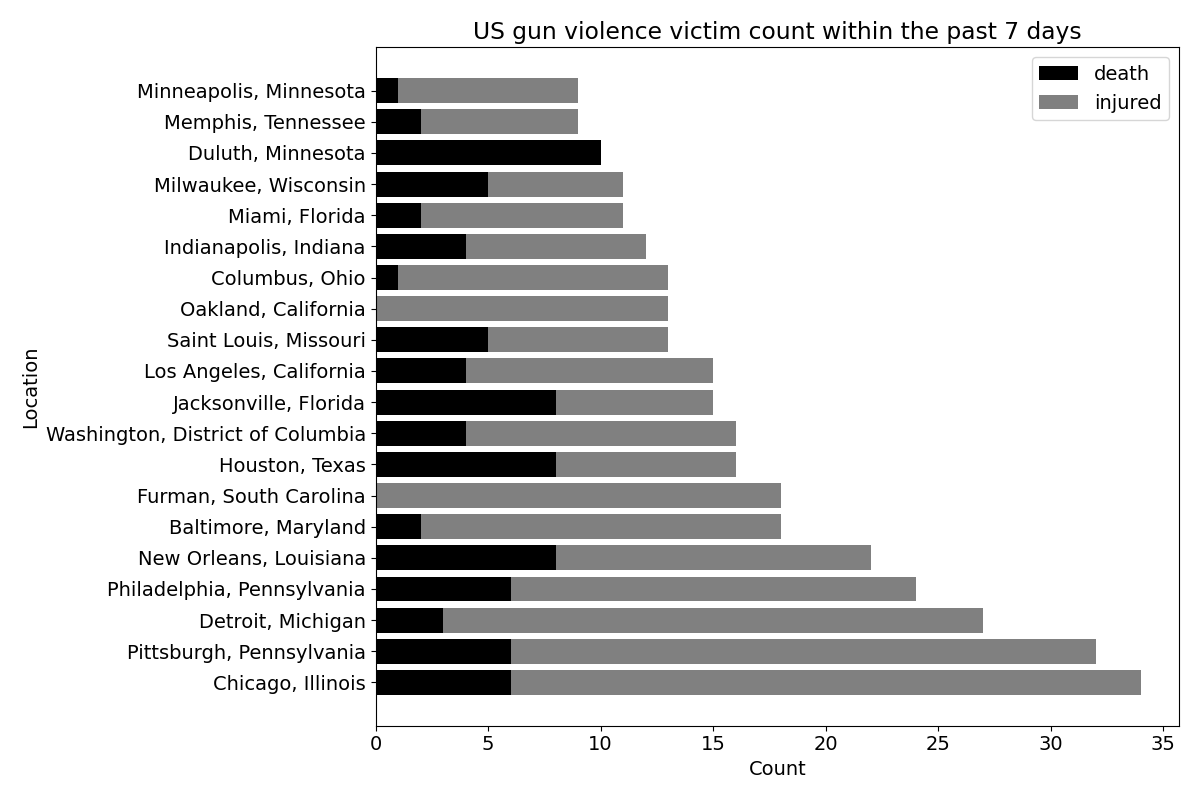 US gun violence victim count within the past 7 days
death
injured
Minneapolis, Minnesota
Memphis, Tennessee
Duluth, Minnesota
Milwaukee, Wisconsin
Miami, Florida
Indianapolis, Indiana
Columbus, Ohio
Oakland, California
Saint Louis, Missouri
Los Angeles, California
Jacksonville, Florida
Washington, District of Columbia
Houston, Texas
Furman, South Carolina
Baltimore, Maryland
New Orleans, Louisiana
Philadelphia, Pennsylvania
Detroit, Michigan
Pittsburgh, Pennsylvania
Chicago, Illinois
Location
0 5 10 15 20 25 30 35
Count